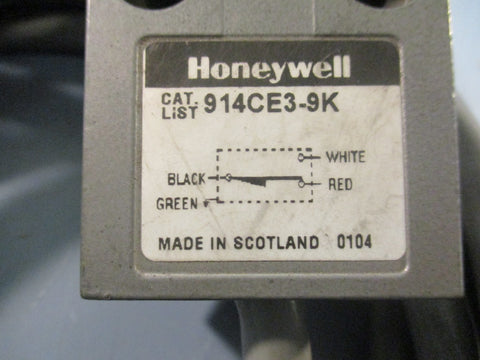 Honeywell
CAT. LIST 914CE3-9K
WHITE
BLACK
RED
GREEN
MADE IN SCOTLAND 0104